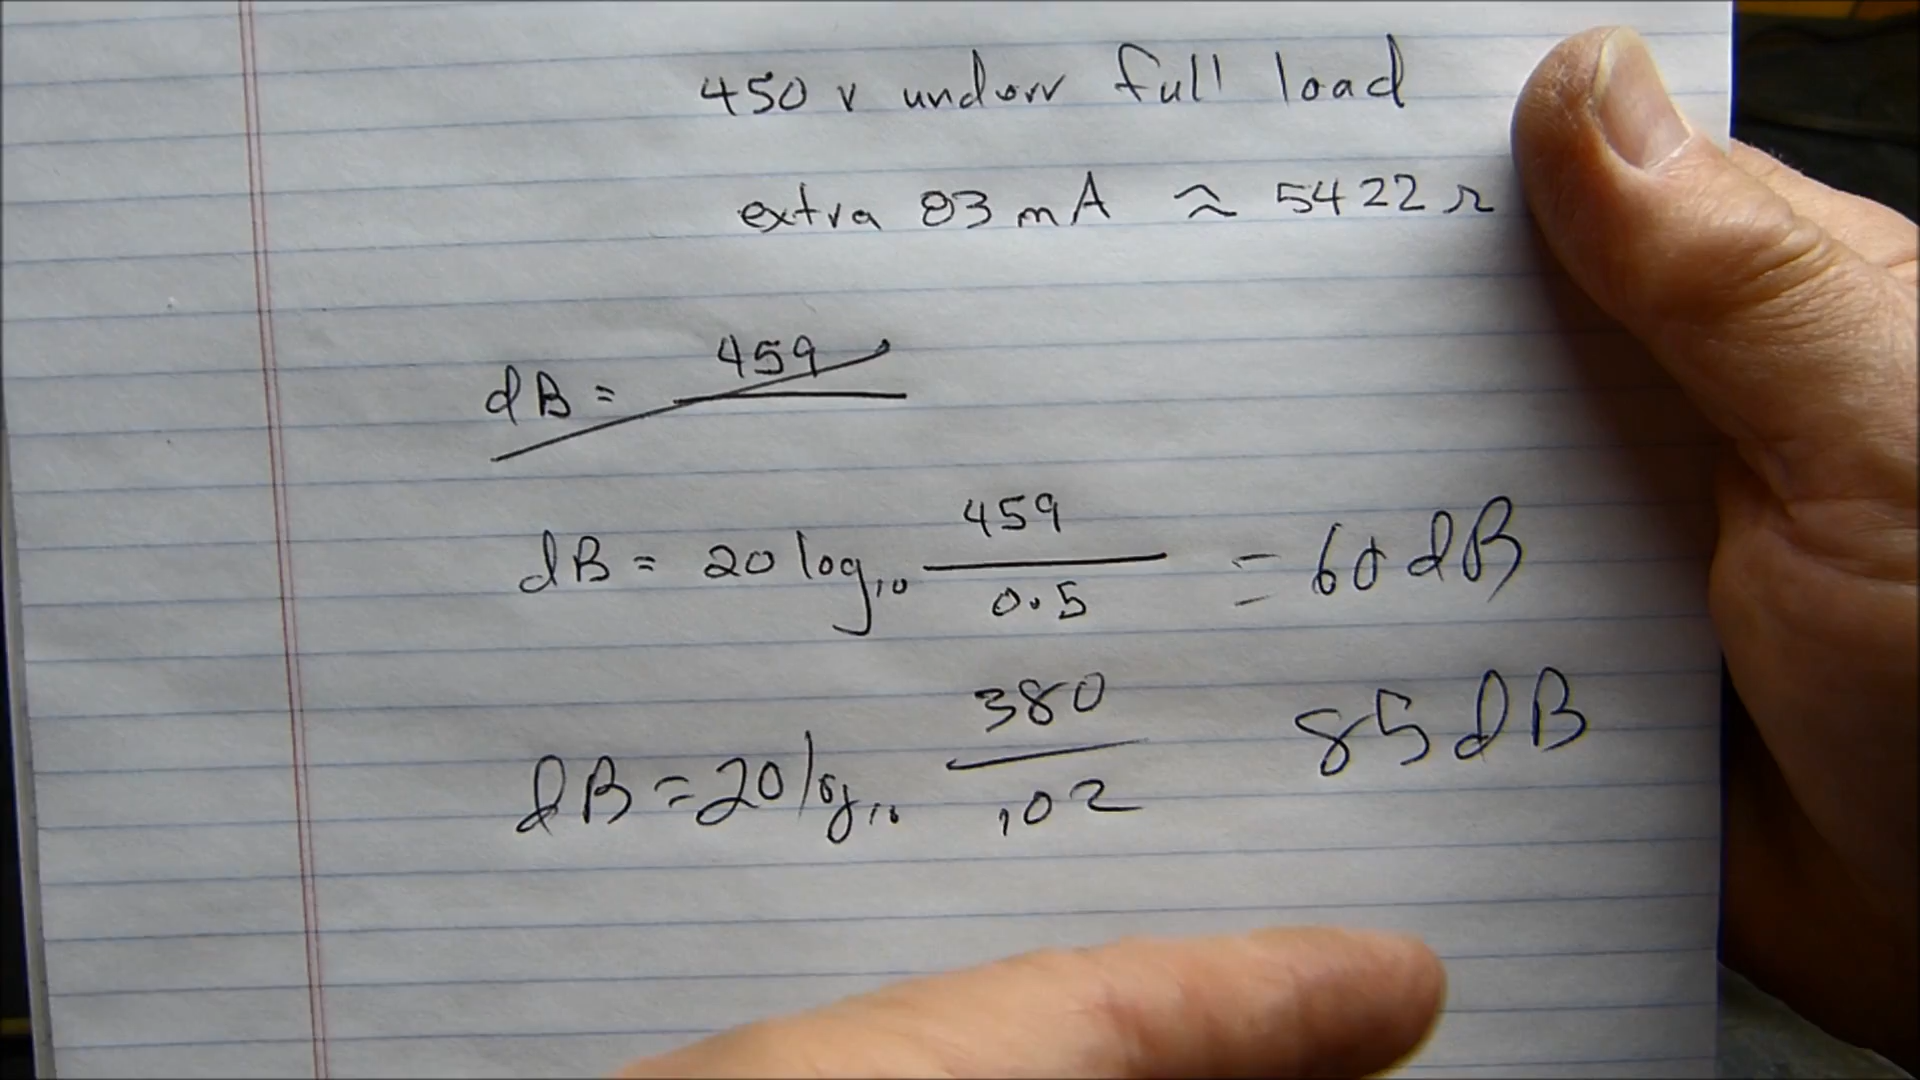 450 v underr full load
extra 83 mA ≈ 5422 Ω
dB = 459
dB = 20 log₁₀ 459 / 0.5 = 60 dB
dB = 20 log₁₀ 380 / .02 85 dB